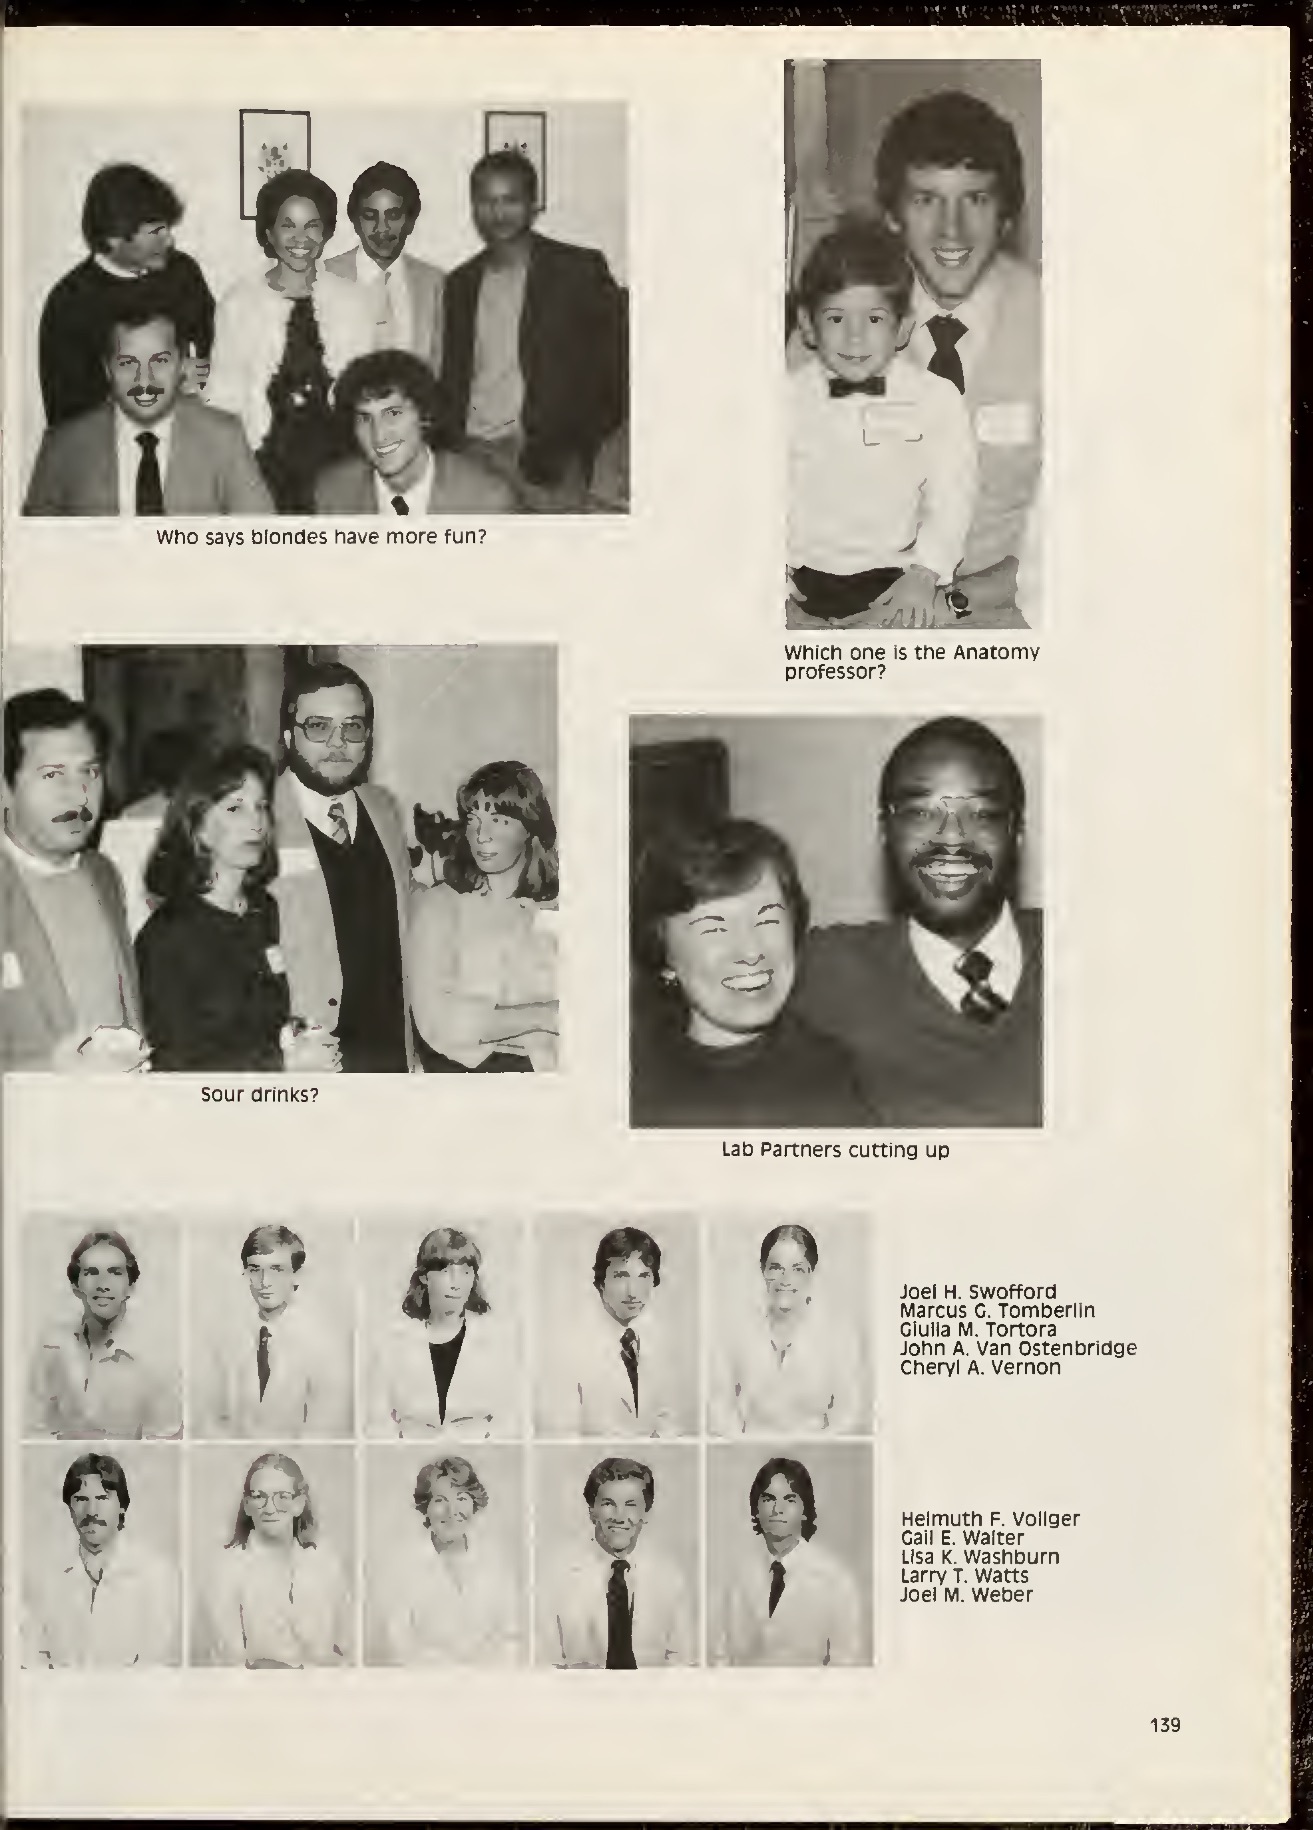 Who says blondes have more fun?
Which one is the Anatomy
professor?
Sour drinks?
Lab Partners cutting up
Joel H. Swofford
Marcus G. Tomberlin
Giulia M. Tortora
John A. Van Ostenbridge
Cheryl A. Vernon
Helmuth F. Vollger
Gail E. Walter
Lisa K. Washburn
Larry T. Watts
Joel M. Weber
139